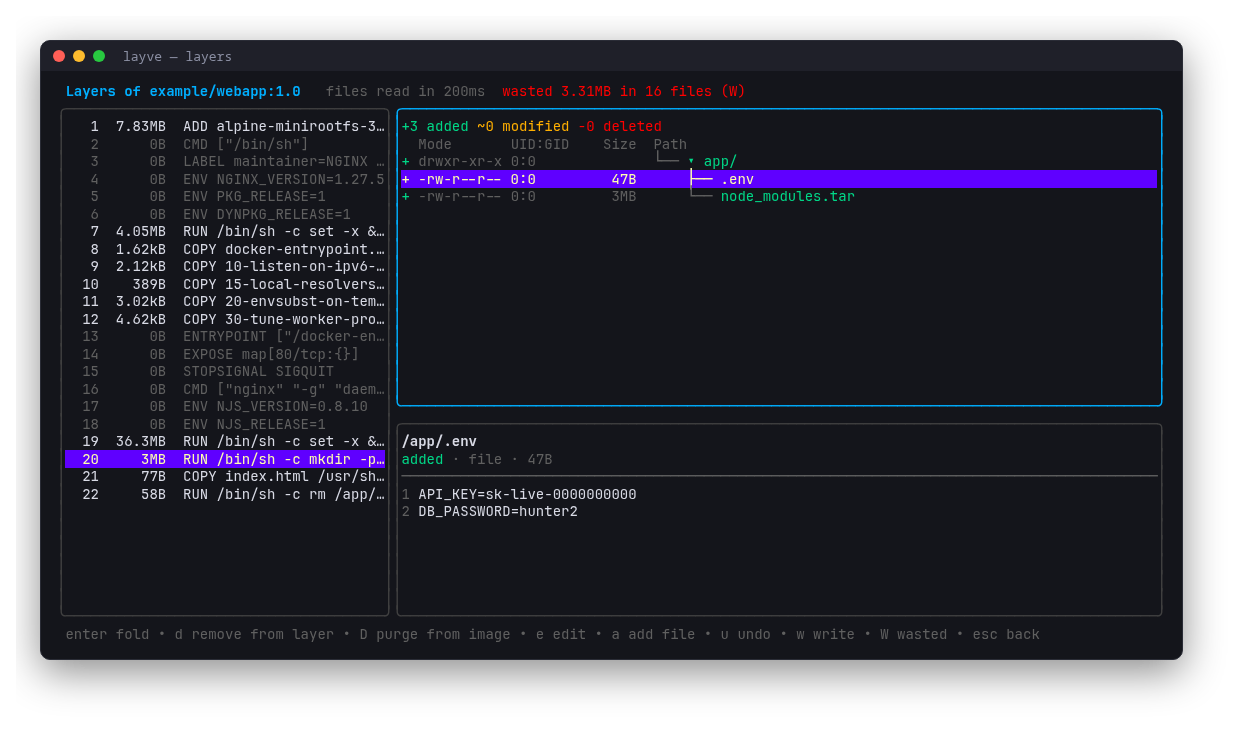 layve — layers
Layers of example/webapp:1.0   files read in 200ms  wasted 3.31MB in 16 files (W)
1  7.83MB  ADD alpine-minirootfs-3…
2      0B  CMD ["/bin/sh"]
3      0B  LABEL maintainer=NGINX …
4      0B  ENV NGINX_VERSION=1.27.5
5      0B  ENV PKG_RELEASE=1
6      0B  ENV DYNPKG_RELEASE=1
7  4.05MB  RUN /bin/sh -c set -x &…
8  1.62kB  COPY docker-entrypoint.…
9  2.12kB  COPY 10-listen-on-ipv6-…
10    389B  COPY 15-local-resolvers…
11  3.02kB  COPY 20-envsubst-on-tem…
12  4.62kB  COPY 30-tune-worker-pro…
13      0B  ENTRYPOINT ["/docker-en…
14      0B  EXPOSE map[80/tcp:{}]
15      0B  STOPSIGNAL SIGQUIT
16      0B  CMD ["nginx" "-g" "daem…
17      0B  ENV NJS_VERSION=0.8.10
18      0B  ENV NJS_RELEASE=1
19  36.3MB  RUN /bin/sh -c set -x &…
20     3MB  RUN /bin/sh -c mkdir -p…
21     77B  COPY index.html /usr/sh…
22     58B  RUN /bin/sh -c rm /app/…
+3 added ~0 modified -0 deleted
Mode       UID:GID    Size  Path
+ drwxr-xr-x 0:0              └── ▾ app/
+ -rw-r--r-- 0:0         47B      ├── .env
+ -rw-r--r-- 0:0         3MB      └── node_modules.tar
/app/.env
added · file · 47B
1 API_KEY=sk-live-0000000000
2 DB_PASSWORD=hunter2
enter fold • d remove from layer • D purge from image • e edit • a add file • u undo • w write • W wasted • esc back